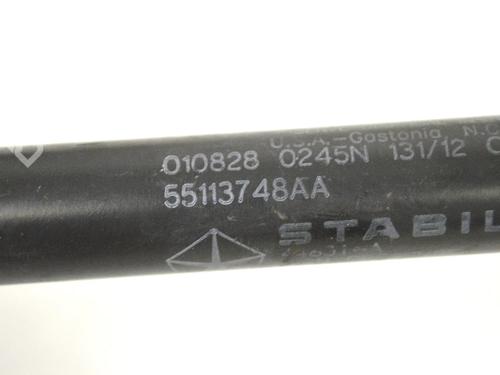 U.S.A.-Gastonia N.C
010828 0245N 131/12
55113748AA
STABIL